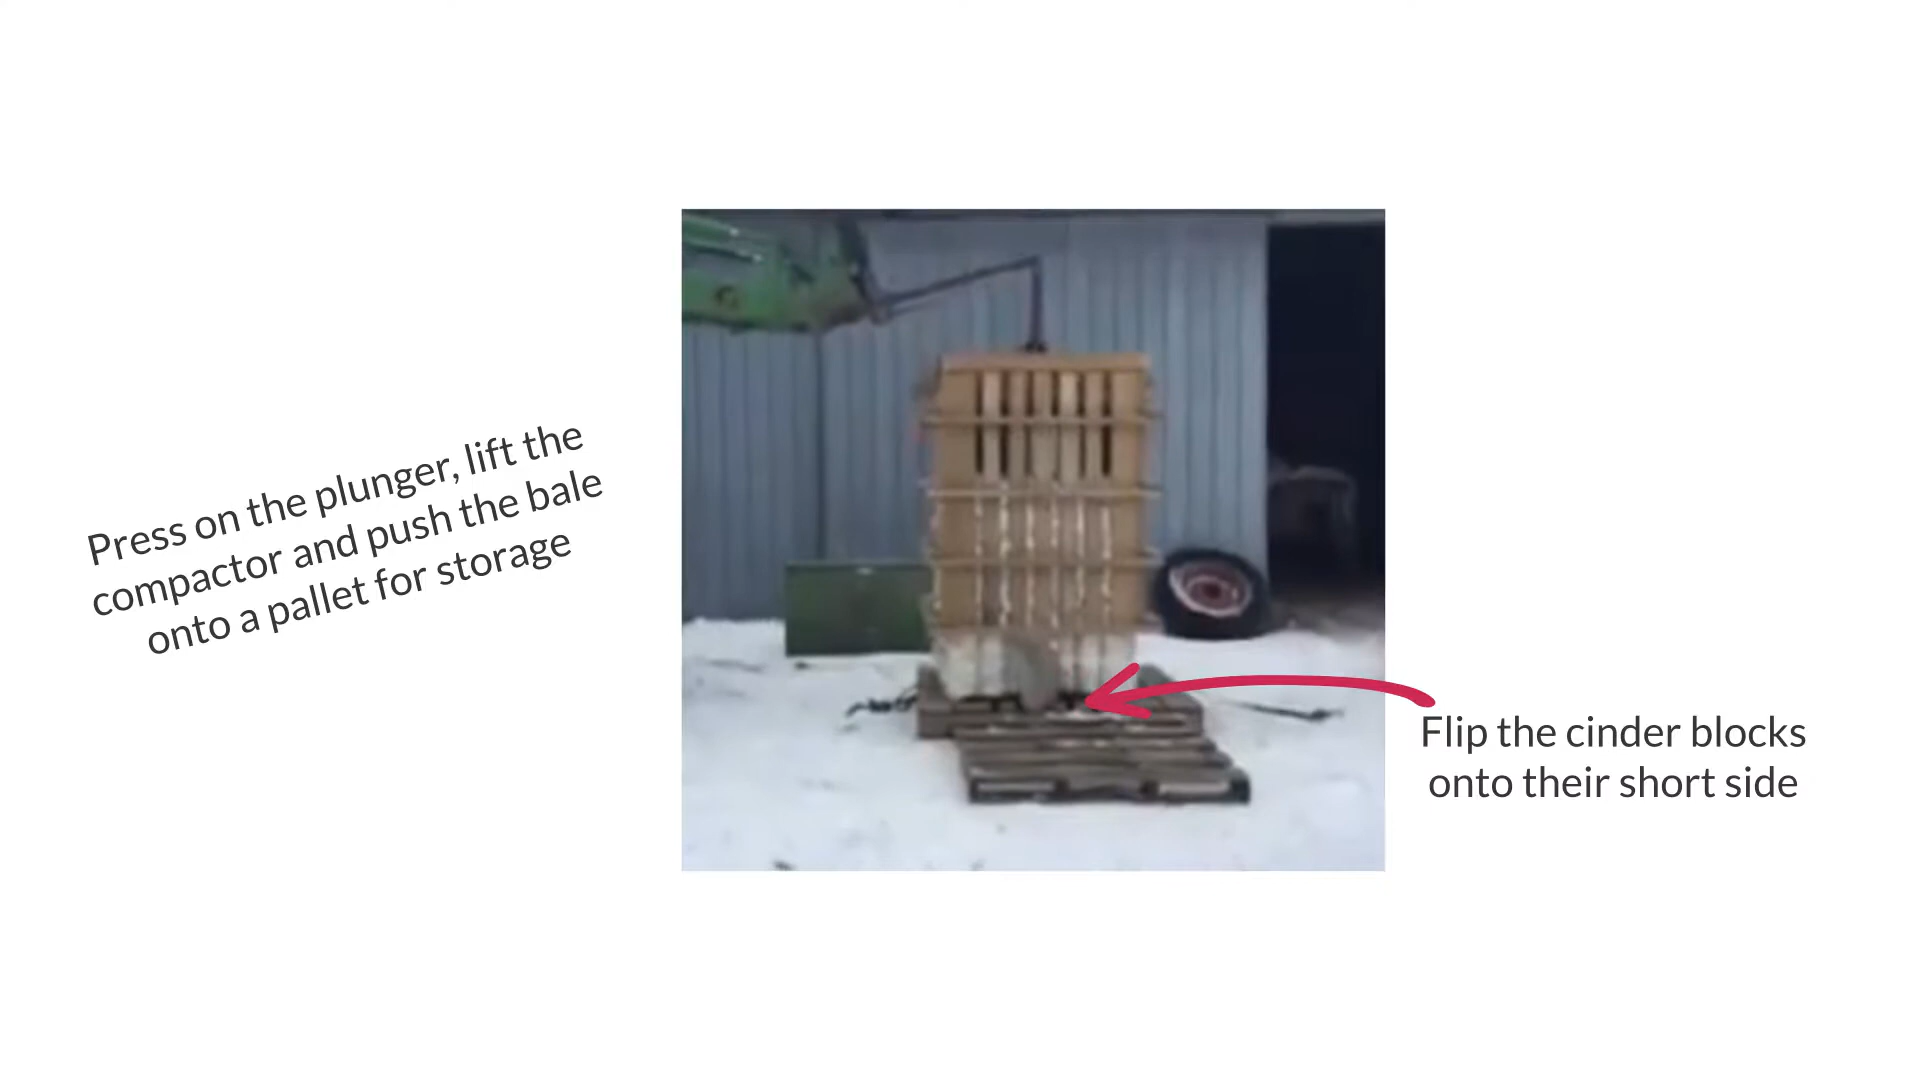 Press on the plunger, lift the
compactor and push the bale
onto a pallet for storage
Flip the cinder blocks
onto their short side